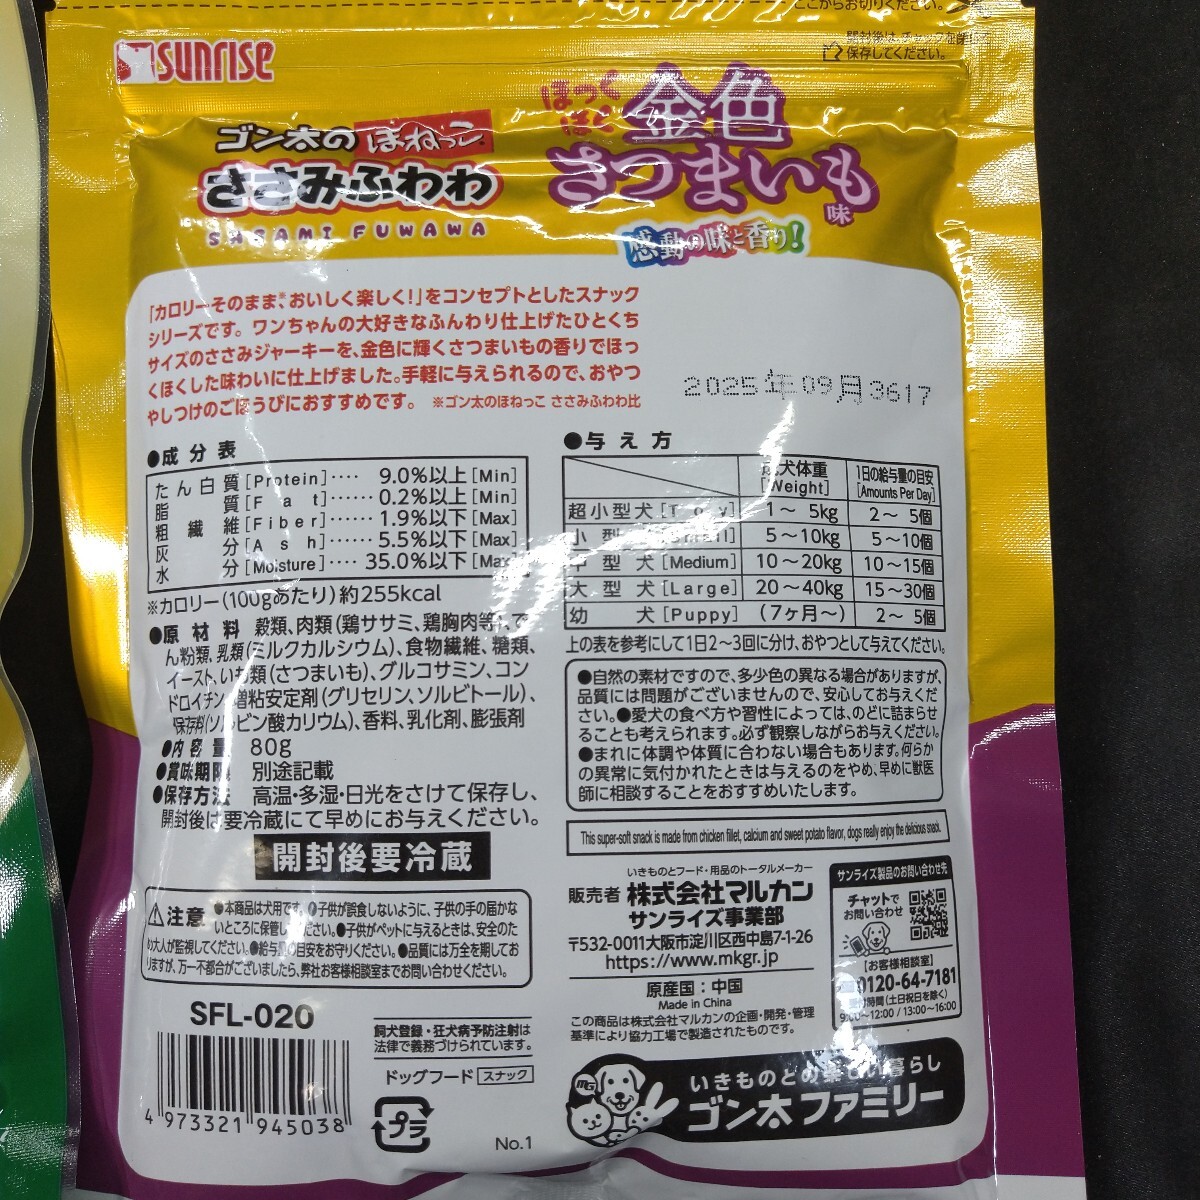 ここからお切りください。
保存してください。
SUNRISE
ゴン太のほねっこ
ささみふわわ
SASAMI FUWAWA
ほっくほく 金色
さつまいも味
感動の味と香り!
「カロリーそのまま※、おいしく楽しく!」をコンセプトとしたスナック
シリーズです。ワンちゃんの大好きなふんわり仕上げたひとくち
サイズのささみジャーキーを、金色に輝くさつまいもの香りでほっ
くほくした味わいに仕上げました。手軽に与えられるので、おやつ
やしつけのごほうびにおすすめです。 ※ゴン太のほねっこ ささみふわわ比
2025年09月3617
●成分表
たん白質[Protein]‥‥ 9.0%以上[Min]
脂質[Fat]‥‥‥ 0.2%以上[Min]
粗繊維[Fiber]‥‥‥ 1.9%以下[Max]
灰分[Ash]‥‥‥ 5.5%以下[Max]
水分[Moisture]‥‥ 35.0%以下[Max]
※カロリー(100gあたり)約255kcal
●原材料 穀類、肉類(鶏ササミ、鶏胸肉等)、で
ん粉類、乳類(ミルクカルシウム)、食物繊維、糖類、
イースト、いも類(さつまいも)、グルコサミン、コン
ドロイチン、増粘安定剤(グリセリン、ソルビトール)、
保存料(ソルビン酸カリウム)、香料、乳化剤、膨張剤
●内容量 80g
●賞味期限 別途記載
●保存方法 高温・多湿・日光をさけて保存し、
開封後は要冷蔵にて早めにお与えください。
開封後要冷蔵
⚠注意 ●本商品は犬用です。●子供が誤食しないように、子供の手の届かな
いところに保管してください。●子供がペットに与えるときは、安全のた
め大人が監視してください。●給与量の目安をお守りください。●品質には万全を期してお
りますが、万一不都合がございましたら、弊社お客様相談室までお問い合わせください。
SFL-020
4 973321 945038
飼犬登録・狂犬病予防注射は
法律で義務づけられています。
ドッグフード スナック
プラ
No.1
●与え方
成犬体重 [Weight] 1日の給与量の目安 [Amounts Per Day]
超小型犬[Toy] 1〜5kg 2〜5個
小型犬[Small] 5〜10kg 5〜10個
中型犬[Medium] 10〜20kg 10〜15個
大型犬[Large] 20〜40kg 15〜30個
幼犬[Puppy] (7ヶ月〜) 2〜5個
上の表を参考にして1日2〜3回に分け、おやつとして与えてください。
●自然の素材ですので、多少色の異なる場合がありますが、
品質には問題がございませんので、安心してお与えくださ
い。●愛犬の食べ方や習性によっては、のどに詰まらせ
ることも考えられます。必ず観察しながらお与えください。
●まれに体調や体質に合わない場合もあります。何らか
の異常に気付かれたときは与えるのをやめ、早めに獣医
師に相談することをおすすめいたします。
This super-soft snack is made from chicken fillet, calcium and sweet potato flavor, dogs really enjoy the delicious snack.
いきものとフード・用品のトータルメーカー
販売者 株式会社マルカン
サンライズ事業部
〒532-0011大阪市淀川区西中島7-1-26
https://www.mkgr.jp
原産国:中国
Made in China
この商品は株式会社マルカンの企画・開発・管理
基準により協力工場で製造されたものです。
サンライズ製品のお問い合わせ先
チャットで
お問い合わせ
【お客様相談室】
0120-64-7181
受付時間(土日祝日を除く)
9:00〜12:00 / 13:00〜16:00
MG
いきものとの楽しい暮らし
ゴン太ファミリー